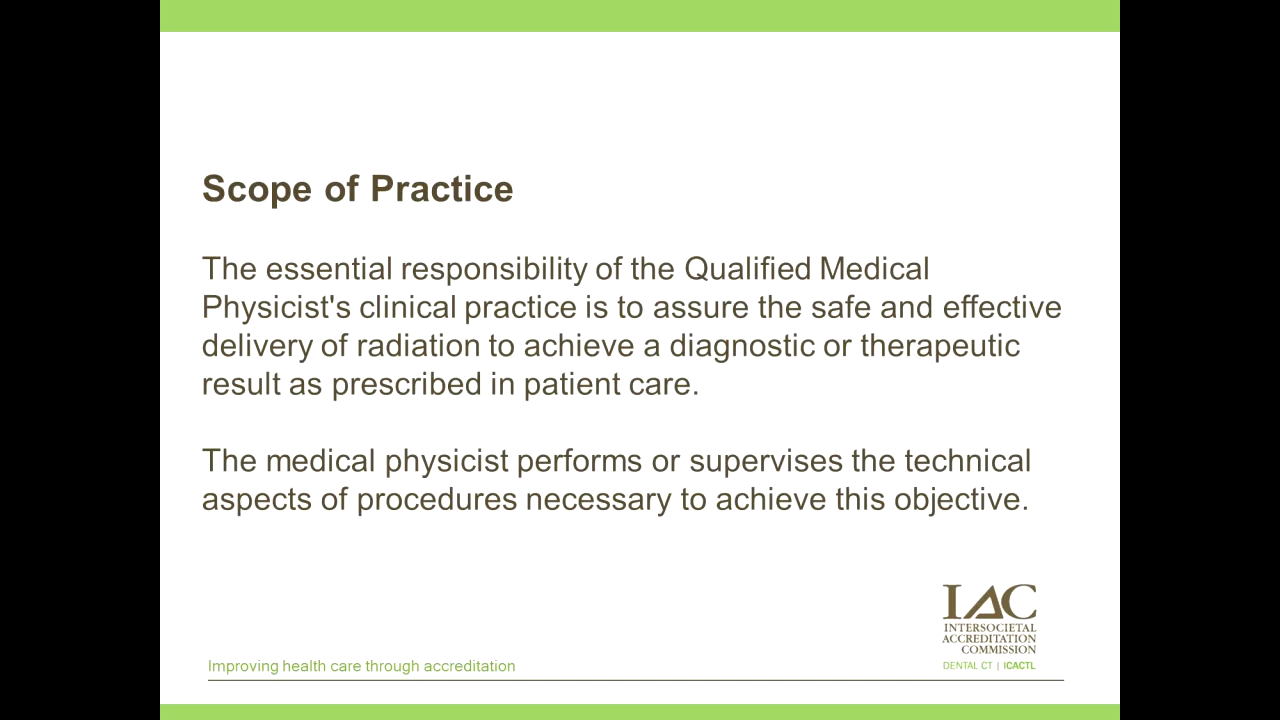 Scope of Practice
The essential responsibility of the Qualified Medical
Physicist's clinical practice is to assure the safe and effective
delivery of radiation to achieve a diagnostic or therapeutic
result as prescribed in patient care.
The medical physicist performs or supervises the technical
aspects of procedures necessary to achieve this objective.
IAC
INTERSOCIETAL
ACCREDITATION
COMMISSION
DENTAL CT | ICACTL
Improving health care through accreditation